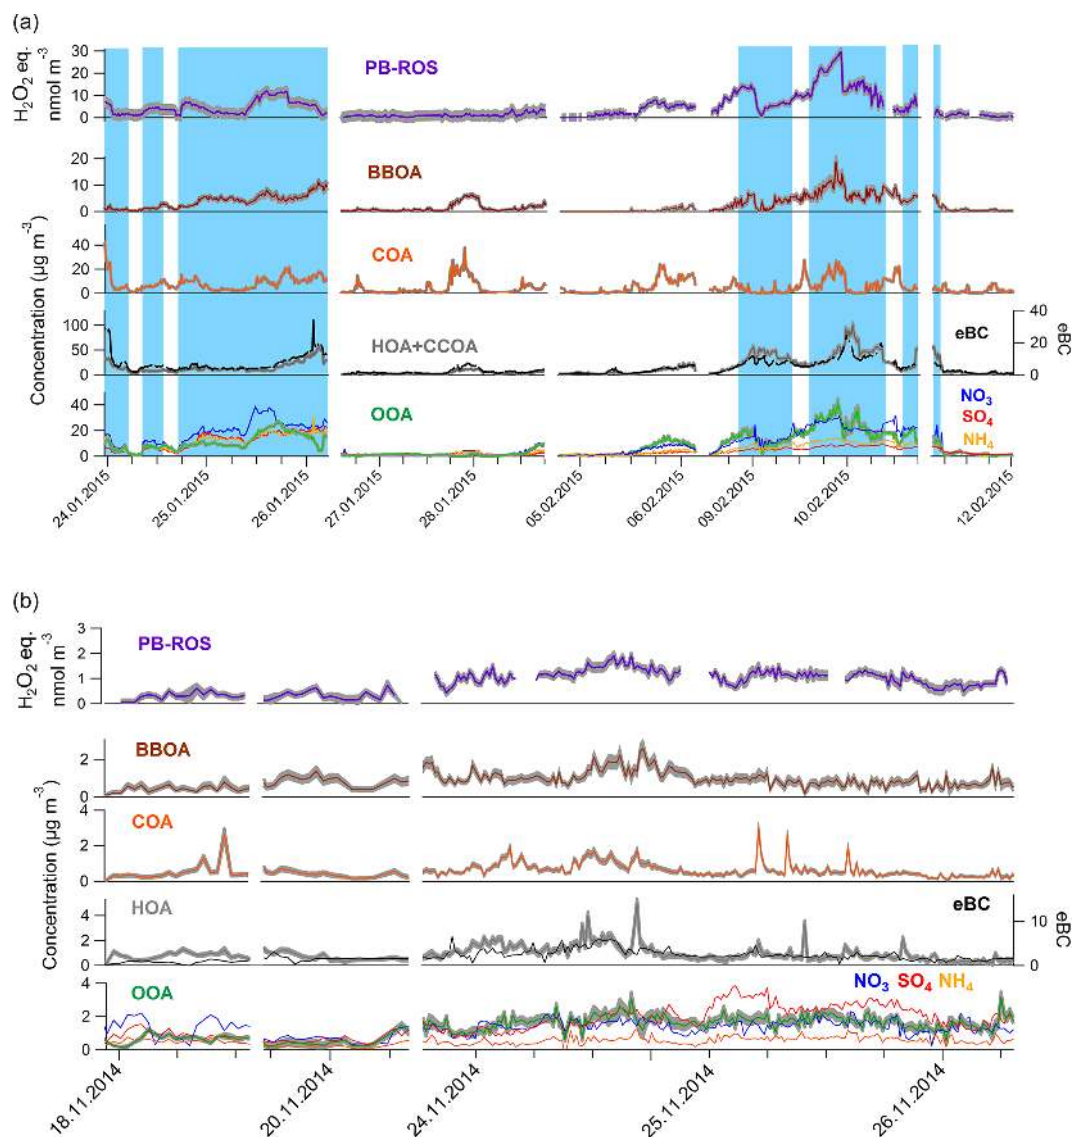 (a)
H₂O₂ eq.
nmol m⁻³
30
20
10
0
PB-ROS
20
10
0
BBOA
Concentration (µg m⁻³)
40
20
0
COA
100
50
0
HOA+CCOA
eBC
40
20
0
eBC
40
20
0
OOA
NO₃
SO₄
NH₄
24.01.2015
25.01.2015
26.01.2015
27.01.2015
28.01.2015
05.02.2015
06.02.2015
09.02.2015
10.02.2015
12.02.2015
(b)
H₂O₂ eq.
nmol m⁻³
3
2
1
0
PB-ROS
2
0
BBOA
Concentration (µg m⁻³)
4
2
0
COA
4
2
0
HOA
eBC
10
0
eBC
4
2
0
OOA
NO₃ SO₄ NH₄
18.11.2014
20.11.2014
24.11.2014
25.11.2014
26.11.2014